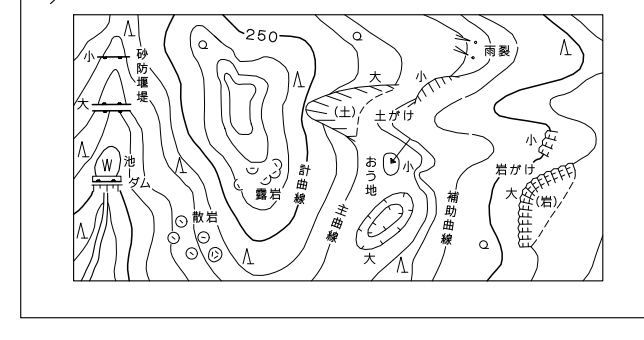 250
小
砂防堰堤
大
W
池
ダム
散岩
露岩
計曲線
主曲線
大
(土)
小
土がけ
おう地
小
大
補助曲線
雨裂
小
岩がけ
大
(岩)